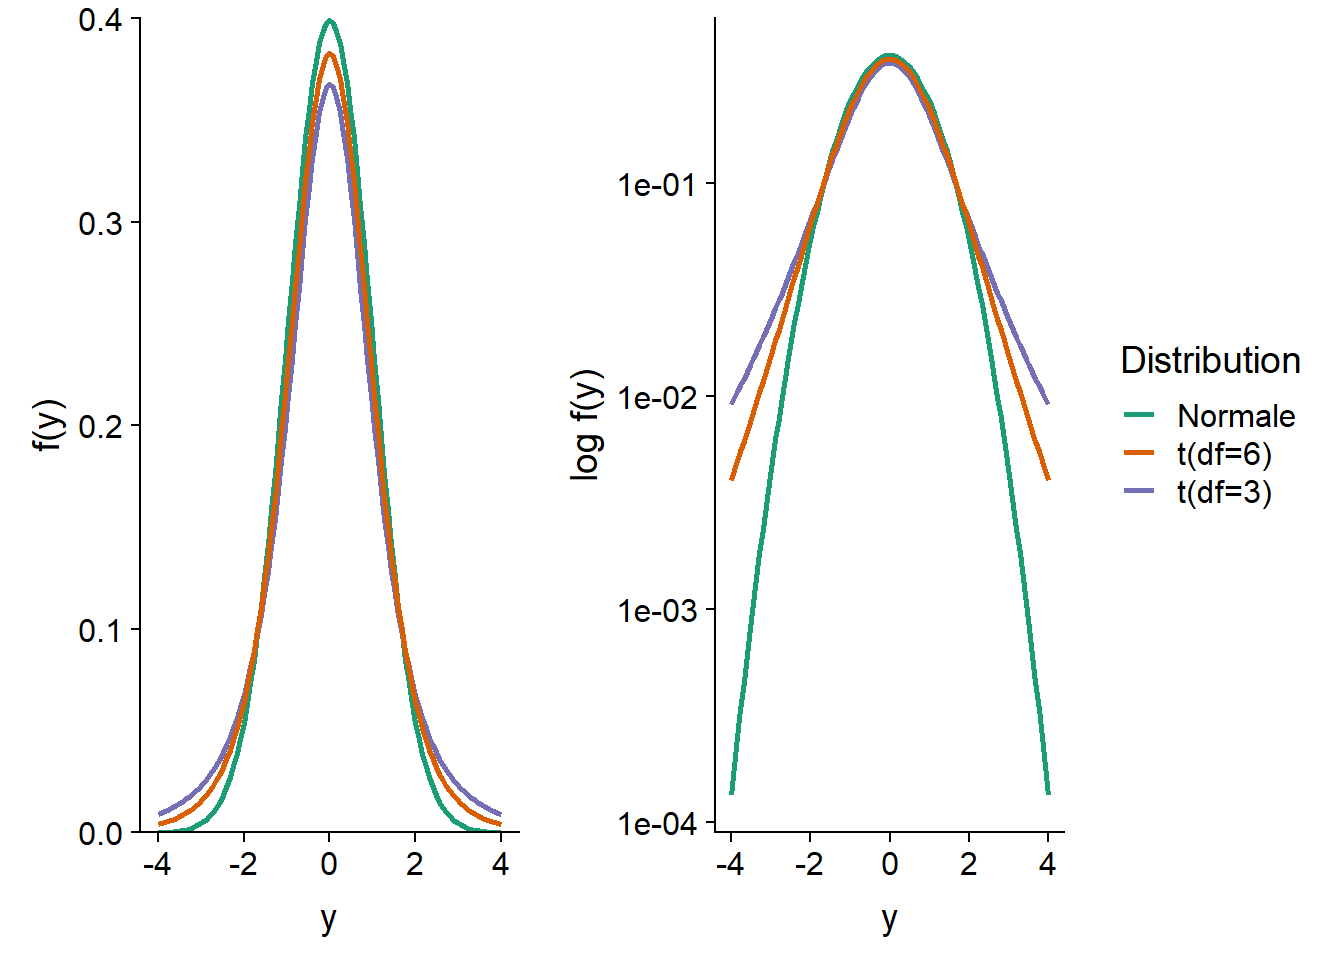 0.4
0.3
0.2
0.1
0.0
f(y)
-4 -2 0 2 4
y
1e-01
1e-02
1e-03
1e-04
log f(y)
-4 -2 0 2 4
y
Distribution
Normale
t(df=6)
t(df=3)